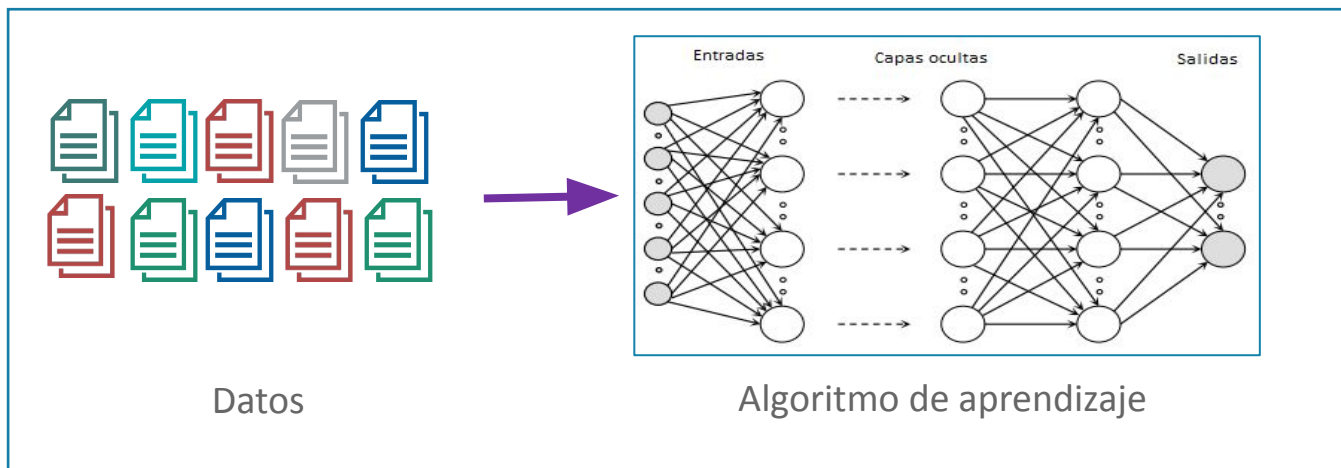 Entradas
Capas ocultas
Salidas
Datos
Algoritmo de aprendizaje